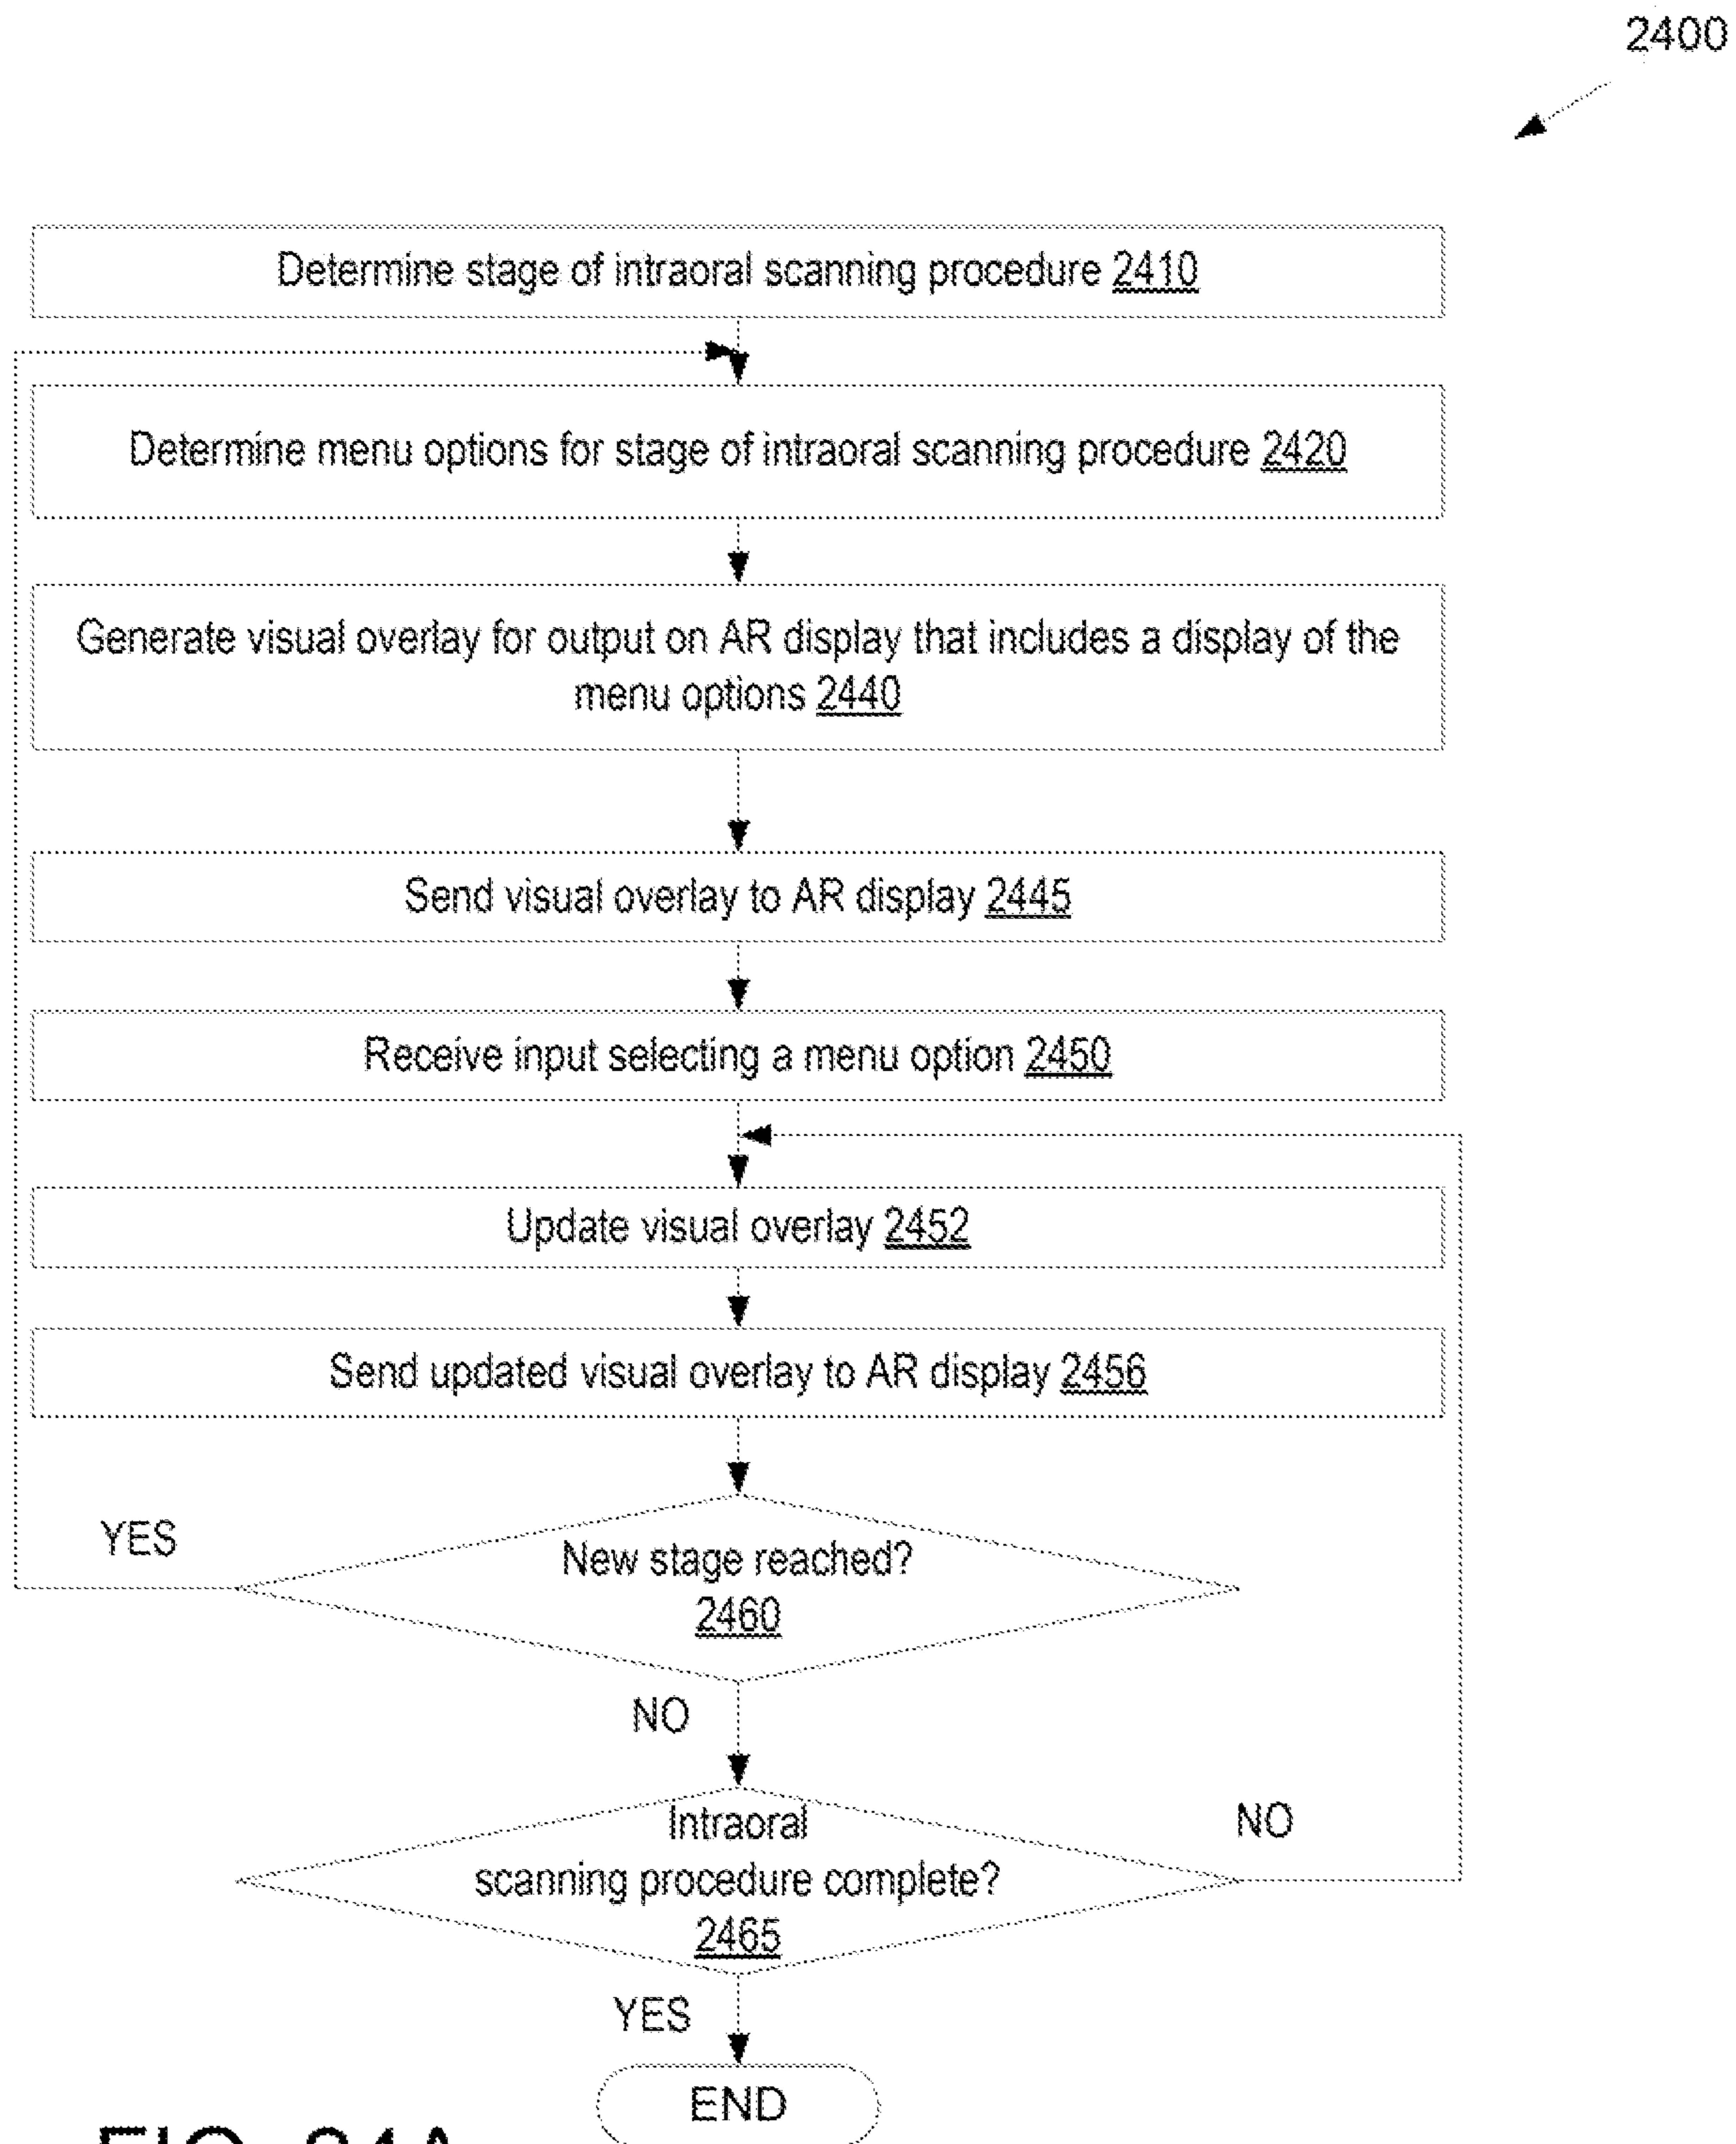 2400
Determine stage of intraoral scanning procedure 2410
Determine menu options for stage of intraoral scanning procedure 2420
Generate visual overlay for output on AR display that includes a display of the
menu options 2440
Send visual overlay to AR display 2445
Receive input selecting a menu option 2450
Update visual overlay 2452
Send updated visual overlay to AR display 2456
YES
New stage reached?
2460
NO
Intraoral
scanning procedure complete?
2465
NO
YES
END
FIG. 24A